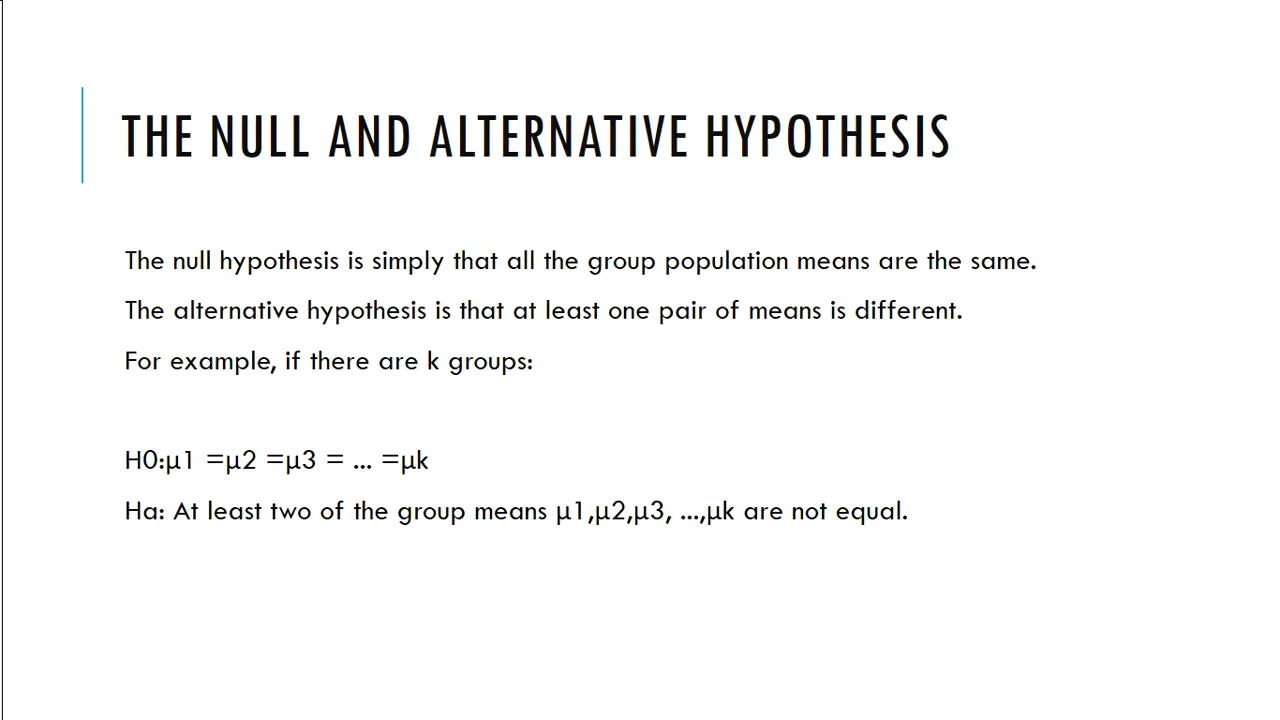 THE NULL AND ALTERNATIVE HYPOTHESIS
The null hypothesis is simply that all the group population means are the same.
The alternative hypothesis is that at least one pair of means is different.
For example, if there are k groups:
H0:µ1 =µ2 =µ3 = ... =µk
Ha: At least two of the group means µ1,µ2,µ3, ...,µk are not equal.